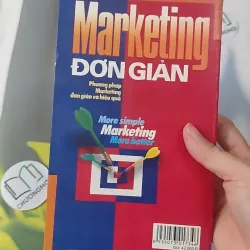 Marketing
ĐƠN GIẢN
Phương pháp
Marketing
đơn giản và hiệu quả
More simple
Marketing
More better